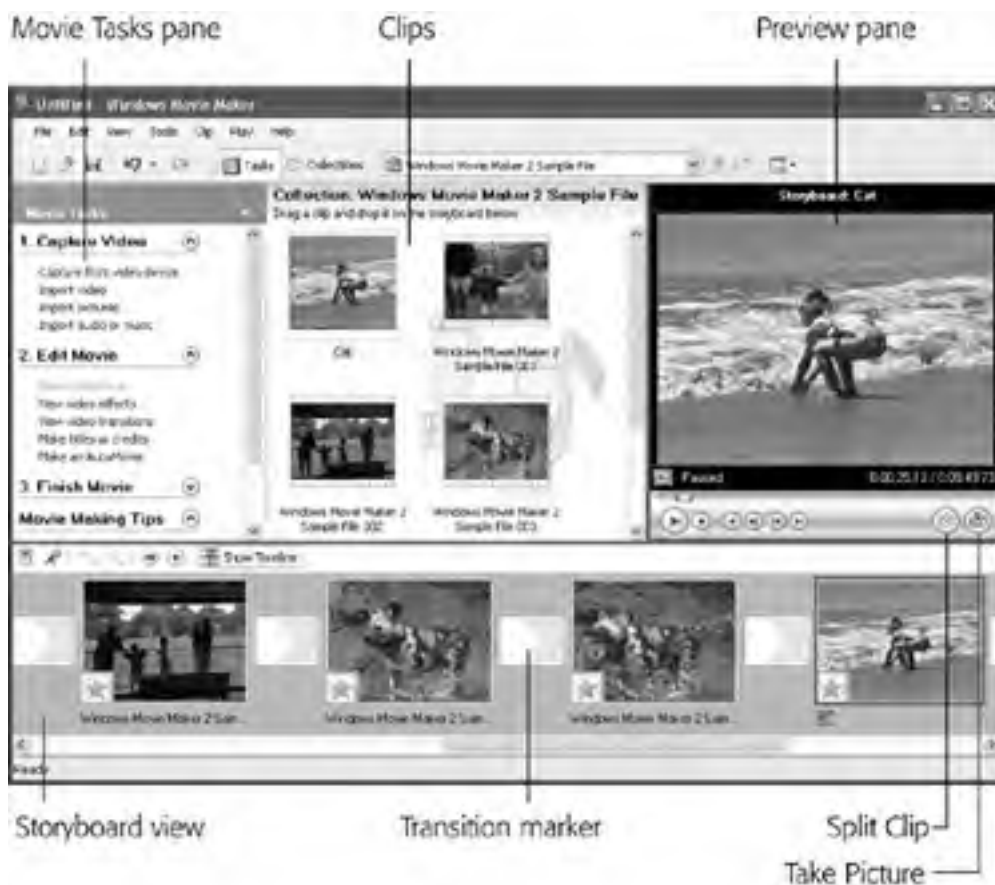 Movie Tasks pane
Clips
Preview pane
Untitled - Windows Movie Maker
File Edit View Tools Clip Play Help
Tasks Collections Windows Movie Maker 2 Sample File
Movie Tasks
1. Capture Video
Capture from video device
Import video
Import pictures
Import audio or music
2. Edit Movie
View video effects
View video transitions
Make titles or credits
Make an AutoMovie
3. Finish Movie
Movie Making Tips
Collection: Windows Movie Maker 2 Sample File
Drag a clip and drop it on the storyboard below.
Cat
Windows Movie Maker 2
Sample File
Windows Movie Maker 2
Sample File 002
Windows Movie Maker 2
Sample File 003
Storyboard: Cat
Paused
Show Timeline
Windows Movie Maker 2 Sam...
Windows Movie Maker 2 Sam...
Windows Movie Maker 2 Sam...
Ready
Storyboard view
Transition marker
Split Clip
Take Picture